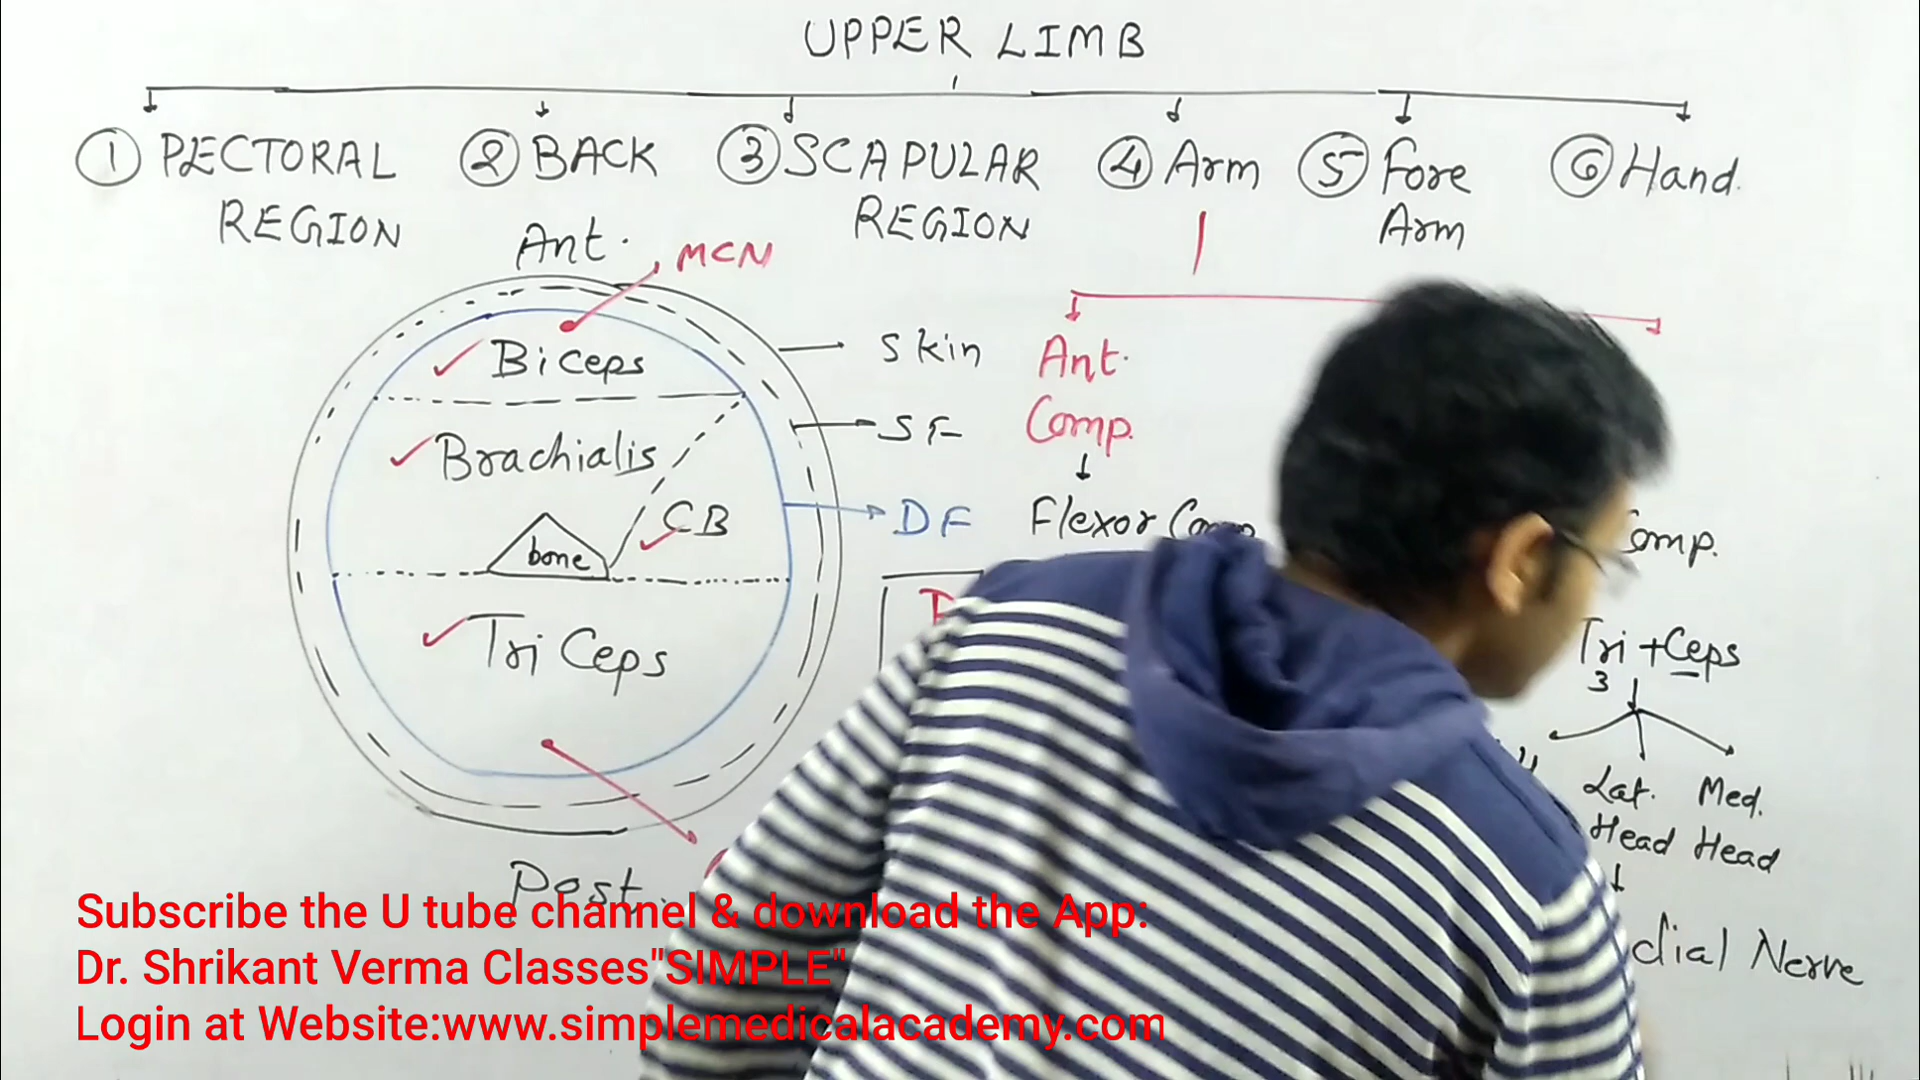 UPPER LIMB
① PECTORAL REGION
② BACK
③ SCAPULAR REGION
④ Arm
⑤ Fore Arm
⑥ Hand.
Ant.
MCN
Biceps
Skin
Ant.
Comp.
SF
Brachialis
CB
bone
DF
Flexor Comp
omp.
TriCeps
Tri + Ceps
3
Lat. Head
Med. Head
Post.
dial Nerve
Subscribe the U tube channel & download the App:
Dr. Shrikant Verma Classes"SIMPLE"
Login at Website:www.simplemedicalacademy.com